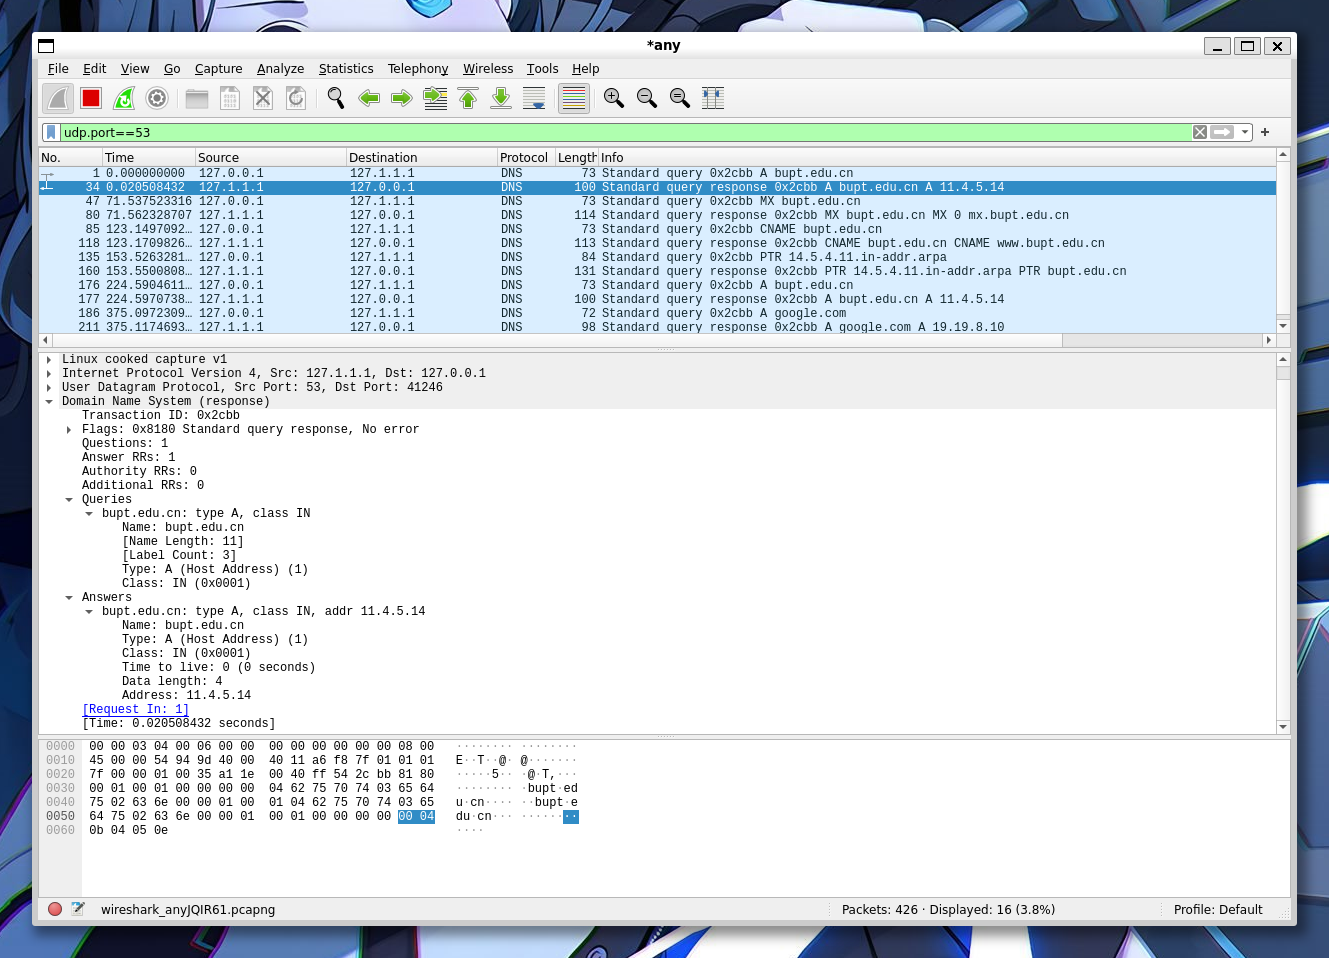 *any
File Edit View Go Capture Analyze Statistics Telephony Wireless Tools Help
udp.port==53
No. Time Source Destination Protocol Length Info
1 0.000000000 127.0.0.1 127.1.1.1 DNS 73 Standard query 0x2cbb A bupt.edu.cn
34 0.020508432 127.1.1.1 127.0.0.1 DNS 100 Standard query response 0x2cbb A bupt.edu.cn A 11.4.5.14
47 71.537523316 127.0.0.1 127.1.1.1 DNS 73 Standard query 0x2cbb MX bupt.edu.cn
80 71.562328707 127.1.1.1 127.0.0.1 DNS 114 Standard query response 0x2cbb MX bupt.edu.cn MX 0 mx.bupt.edu.cn
85 123.1497092… 127.0.0.1 127.1.1.1 DNS 73 Standard query 0x2cbb CNAME bupt.edu.cn
118 123.1709826… 127.1.1.1 127.0.0.1 DNS 113 Standard query response 0x2cbb CNAME bupt.edu.cn CNAME www.bupt.edu.cn
135 153.5263281… 127.0.0.1 127.1.1.1 DNS 84 Standard query 0x2cbb PTR 14.5.4.11.in-addr.arpa
160 153.5500808… 127.1.1.1 127.0.0.1 DNS 131 Standard query response 0x2cbb PTR 14.5.4.11.in-addr.arpa PTR bupt.edu.cn
176 224.5904611… 127.0.0.1 127.1.1.1 DNS 73 Standard query 0x2cbb A bupt.edu.cn
177 224.5970738… 127.1.1.1 127.0.0.1 DNS 100 Standard query response 0x2cbb A bupt.edu.cn A 11.4.5.14
186 375.0972309… 127.0.0.1 127.1.1.1 DNS 72 Standard query 0x2cbb A google.com
211 375.1174693… 127.1.1.1 127.0.0.1 DNS 98 Standard query response 0x2cbb A google.com A 19.19.8.10
Linux cooked capture v1
Internet Protocol Version 4, Src: 127.1.1.1, Dst: 127.0.0.1
User Datagram Protocol, Src Port: 53, Dst Port: 41246
Domain Name System (response)
Transaction ID: 0x2cbb
Flags: 0x8180 Standard query response, No error
Questions: 1
Answer RRs: 1
Authority RRs: 0
Additional RRs: 0
Queries
bupt.edu.cn: type A, class IN
Name: bupt.edu.cn
[Name Length: 11]
[Label Count: 3]
Type: A (Host Address) (1)
Class: IN (0x0001)
Answers
bupt.edu.cn: type A, class IN, addr 11.4.5.14
Name: bupt.edu.cn
Type: A (Host Address) (1)
Class: IN (0x0001)
Time to live: 0 (0 seconds)
Data length: 4
Address: 11.4.5.14
[Request In: 1]
[Time: 0.020508432 seconds]
0000 00 00 03 04 00 06 00 00 00 00 00 00 00 00 08 00 ········ ········
0010 45 00 00 54 94 9d 40 00 40 11 a6 f8 7f 01 01 01 E··T··@· @·······
0020 7f 00 00 01 00 35 a1 1e 00 40 ff 54 2c bb 81 80 ·····5·· ·@·T,···
0030 00 01 00 01 00 00 00 00 04 62 75 70 74 03 65 64 ········ ·bupt·ed
0040 75 02 63 6e 00 00 01 00 01 04 62 75 70 74 03 65 u·cn···· ··bupt·e
0050 64 75 02 63 6e 00 00 01 00 01 00 00 00 00 00 04 du·cn··· ········
0060 0b 04 05 0e ····
wireshark_anyJQIR61.pcapng Packets: 426 · Displayed: 16 (3.8%) Profile: Default